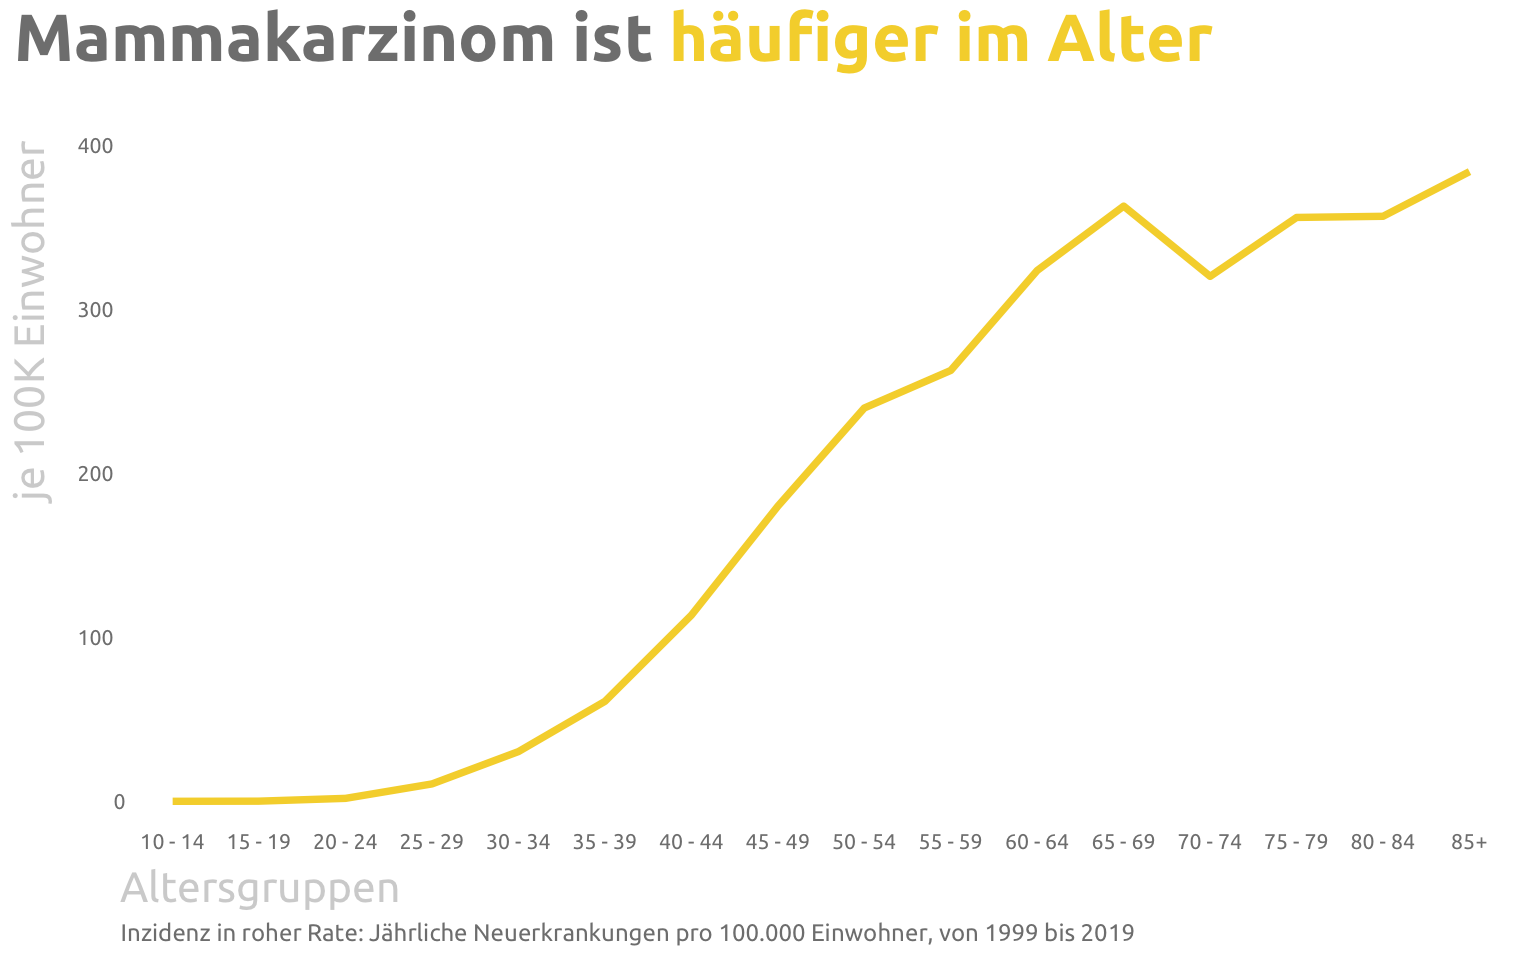 Mammakarzinom ist häufiger im Alter
je 100K Einwohner
400
300
200
100
0
10 - 14 15 - 19 20 - 24 25 - 29 30 - 34 35 - 39 40 - 44 45 - 49 50 - 54 55 - 59 60 - 64 65 - 69 70 - 74 75 - 79 80 - 84 85+
Altersgruppen
Inzidenz in roher Rate: Jährliche Neuerkrankungen pro 100.000 Einwohner, von 1999 bis 2019